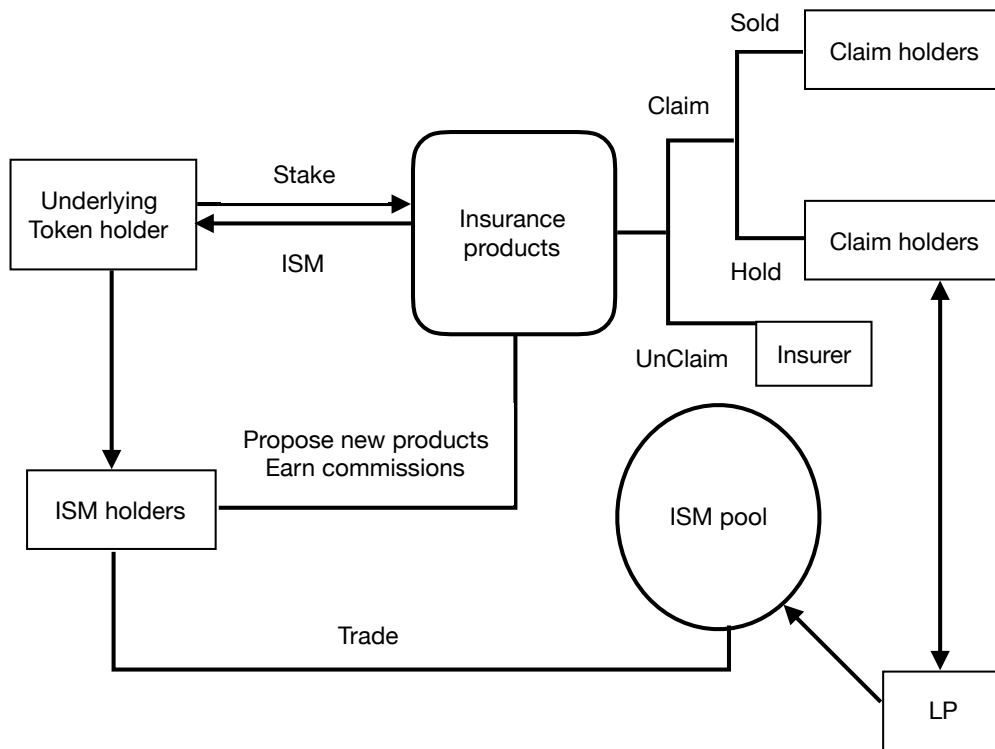 Sold
Claim holders
Claim
Stake
Underlying
Token holder
Insurance
products
Claim holders
ISM
Hold
UnClaim
Insurer
Propose new products
Earn commissions
ISM holders
ISM pool
Trade
LP